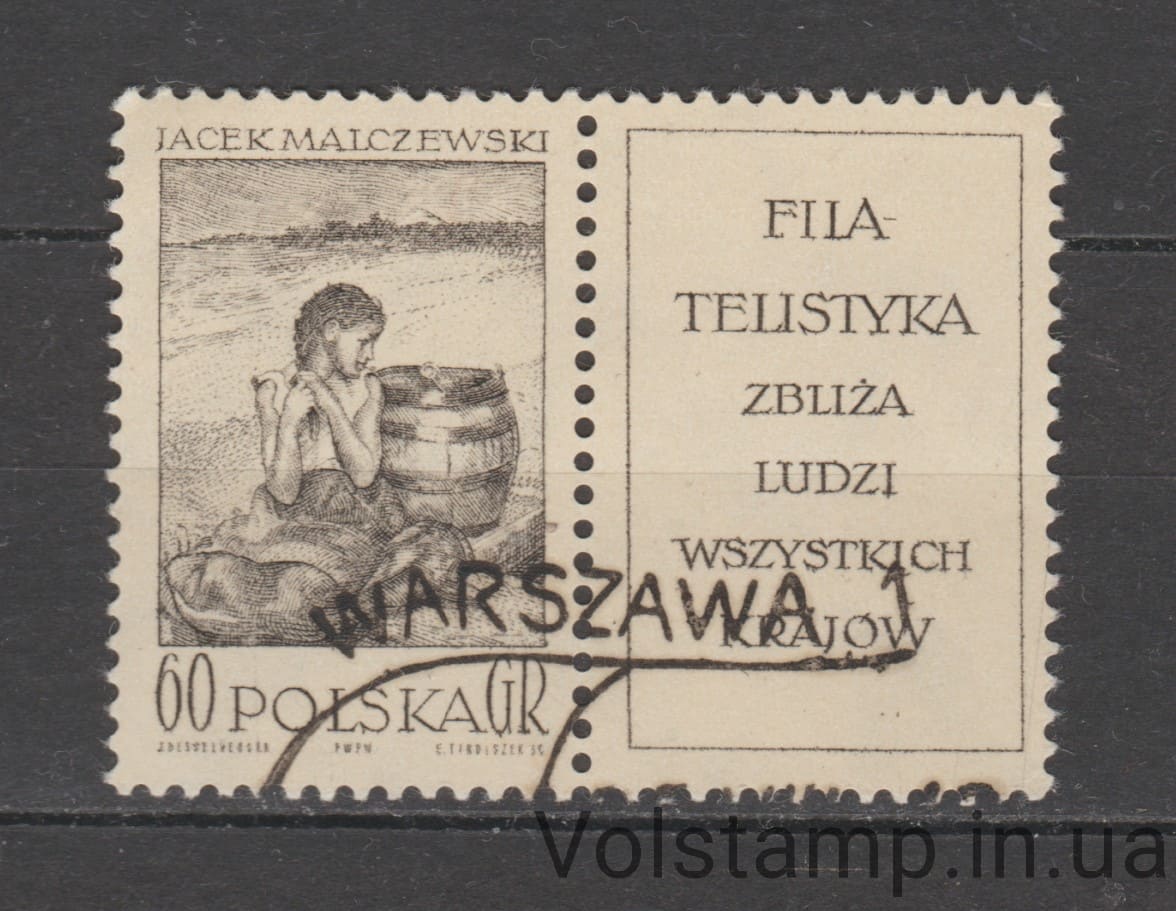 JACEK MALCZEWSKI
60 POLSKA GR
P.W.P.W.
FILA-
TELISTYKA
ZBLIŻA
LUDZI
WSZYSTKICH
KRAJÓW
WARSZAWA 1
Volstamp.in.ua